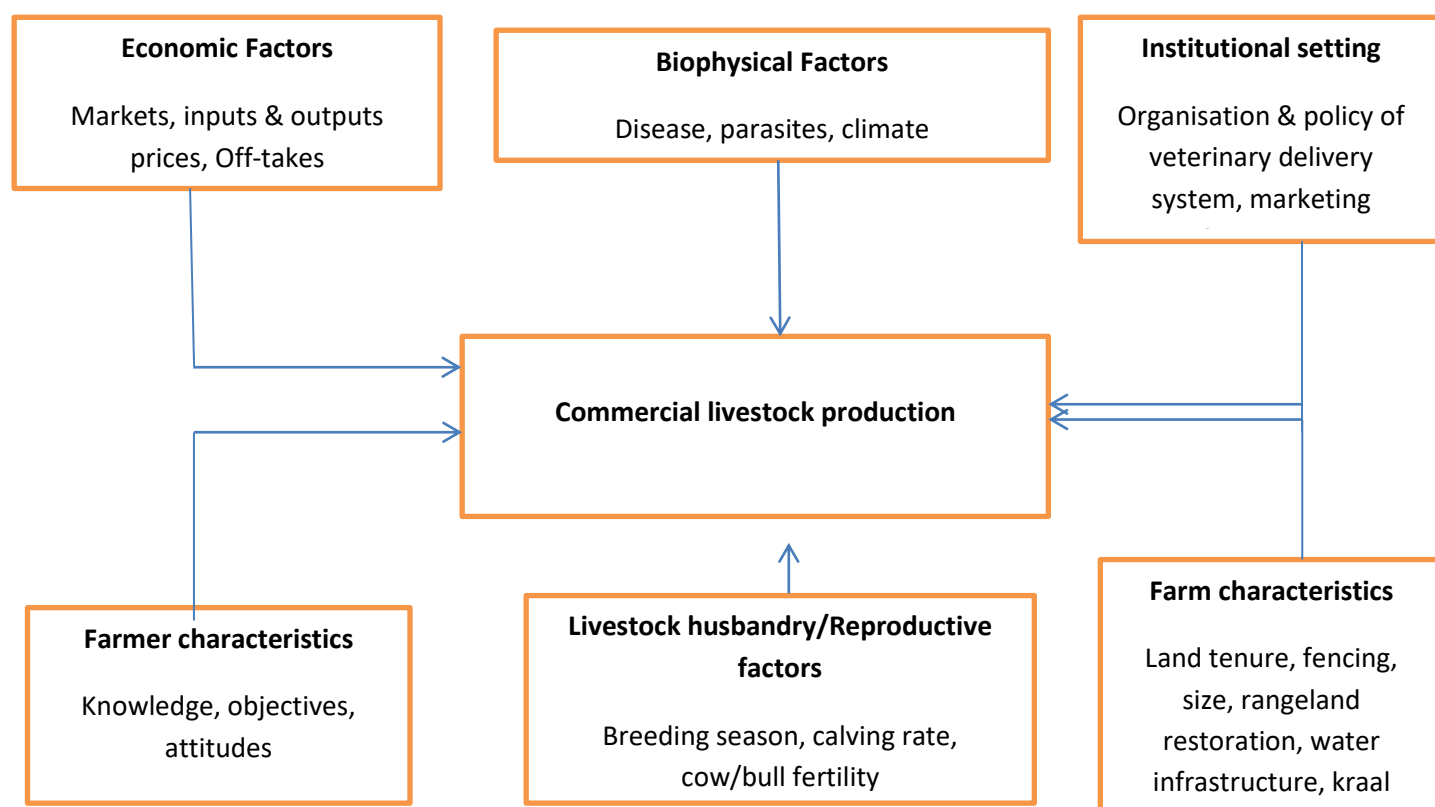 Economic Factors
Markets, inputs & outputs
prices, Off-takes
Biophysical Factors
Disease, parasites, climate
Institutional setting
Organisation & policy of
veterinary delivery
system, marketing
Commercial livestock production
Farmer characteristics
Knowledge, objectives,
attitudes
Livestock husbandry/Reproductive
factors
Breeding season, calving rate,
cow/bull fertility
Farm characteristics
Land tenure, fencing,
size, rangeland
restoration, water
infrastructure, kraal